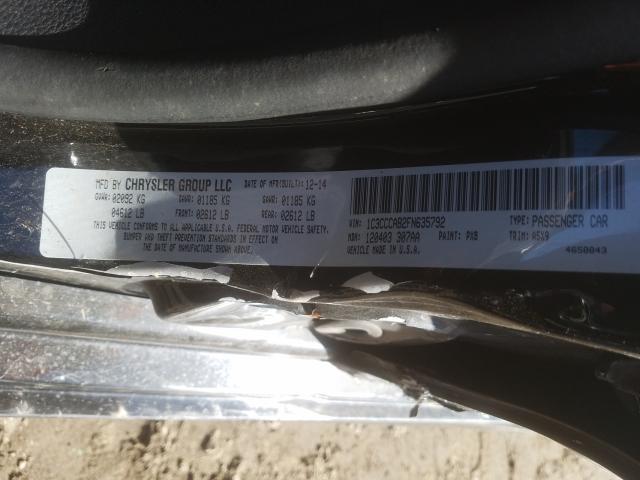 MFD BY CHRYSLER GROUP LLC DATE OF MFR(BUILT): 12-14
GVWR: 02092 KG GAWR: 01185 KG GAWR: 01185 KG
04612 LB FRONT: 02612 LB REAR: 02612 LB
THIS VEHICLE CONFORMS TO ALL APPLICABLE U.S.A. FEDERAL MOTOR VEHICLE SAFETY,
BUMPER AND THEFT PREVENTION STANDARDS IN EFFECT ON
THE DATE OF MANUFACTURE SHOWN ABOVE.
VIN: 1C3CCCAB2FN635792 TYPE: PASSENGER CAR
MDH: 120403 307AA PAINT: PX8 TRIM: A5X9
VEHICLE MADE IN U.S.A. 4650043